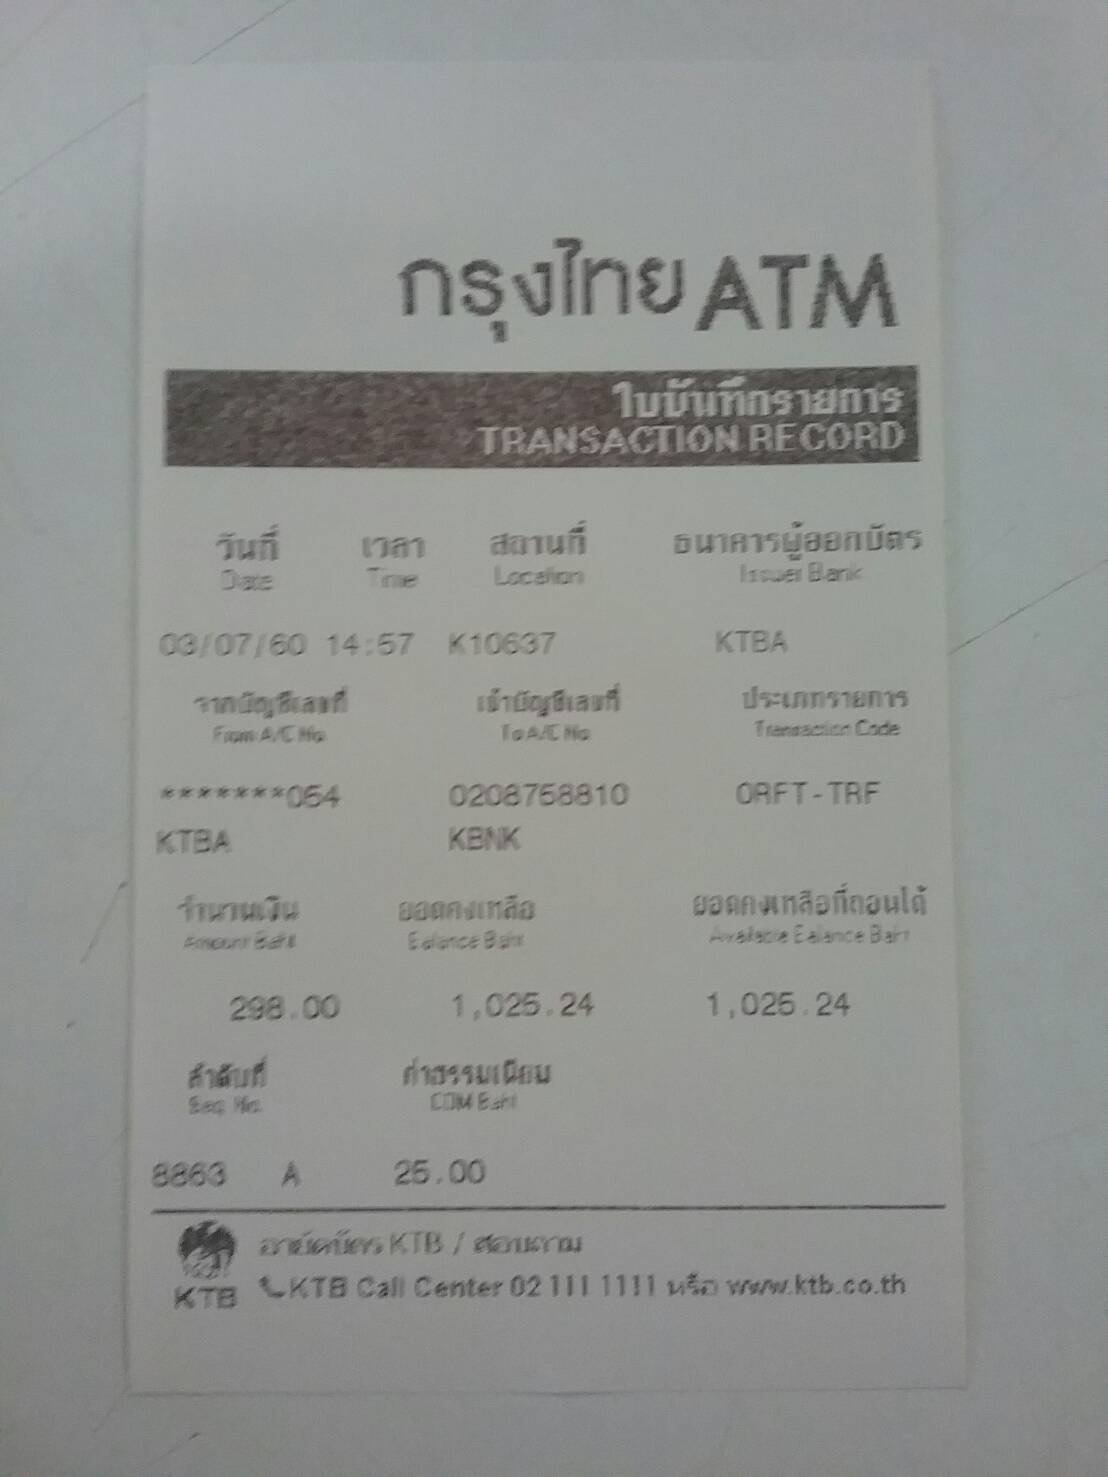 กรุงไทย ATM
ใบบันทึกรายการ
TRANSACTION RECORD
วันที่ เวลา สถานที่ ธนาคารผู้ออกบัตร
Date Time Location Issuer Bank
03/07/60 14:57 K10637 KTBA
จากบัญชีเลขที่ เข้าบัญชีเลขที่ ประเภทรายการ
From A/C No. To A/C No. Transaction Code
*******054 0208758810 ORFT-TRF
KTBA KBNK
จำนวนเงิน ยอดคงเหลือ ยอดคงเหลือที่ถอนได้
Amount Baht Balance Baht Available Balance Baht
298.00 1,025.24 1,025.24
ลำดับที่ ค่าธรรมเนียม
Seq. No. COM Baht
8863 A 25.00
อายัดบัตร KTB / สอบถาม
KTB KTB Call Center 02 111 1111 หรือ www.ktb.co.th